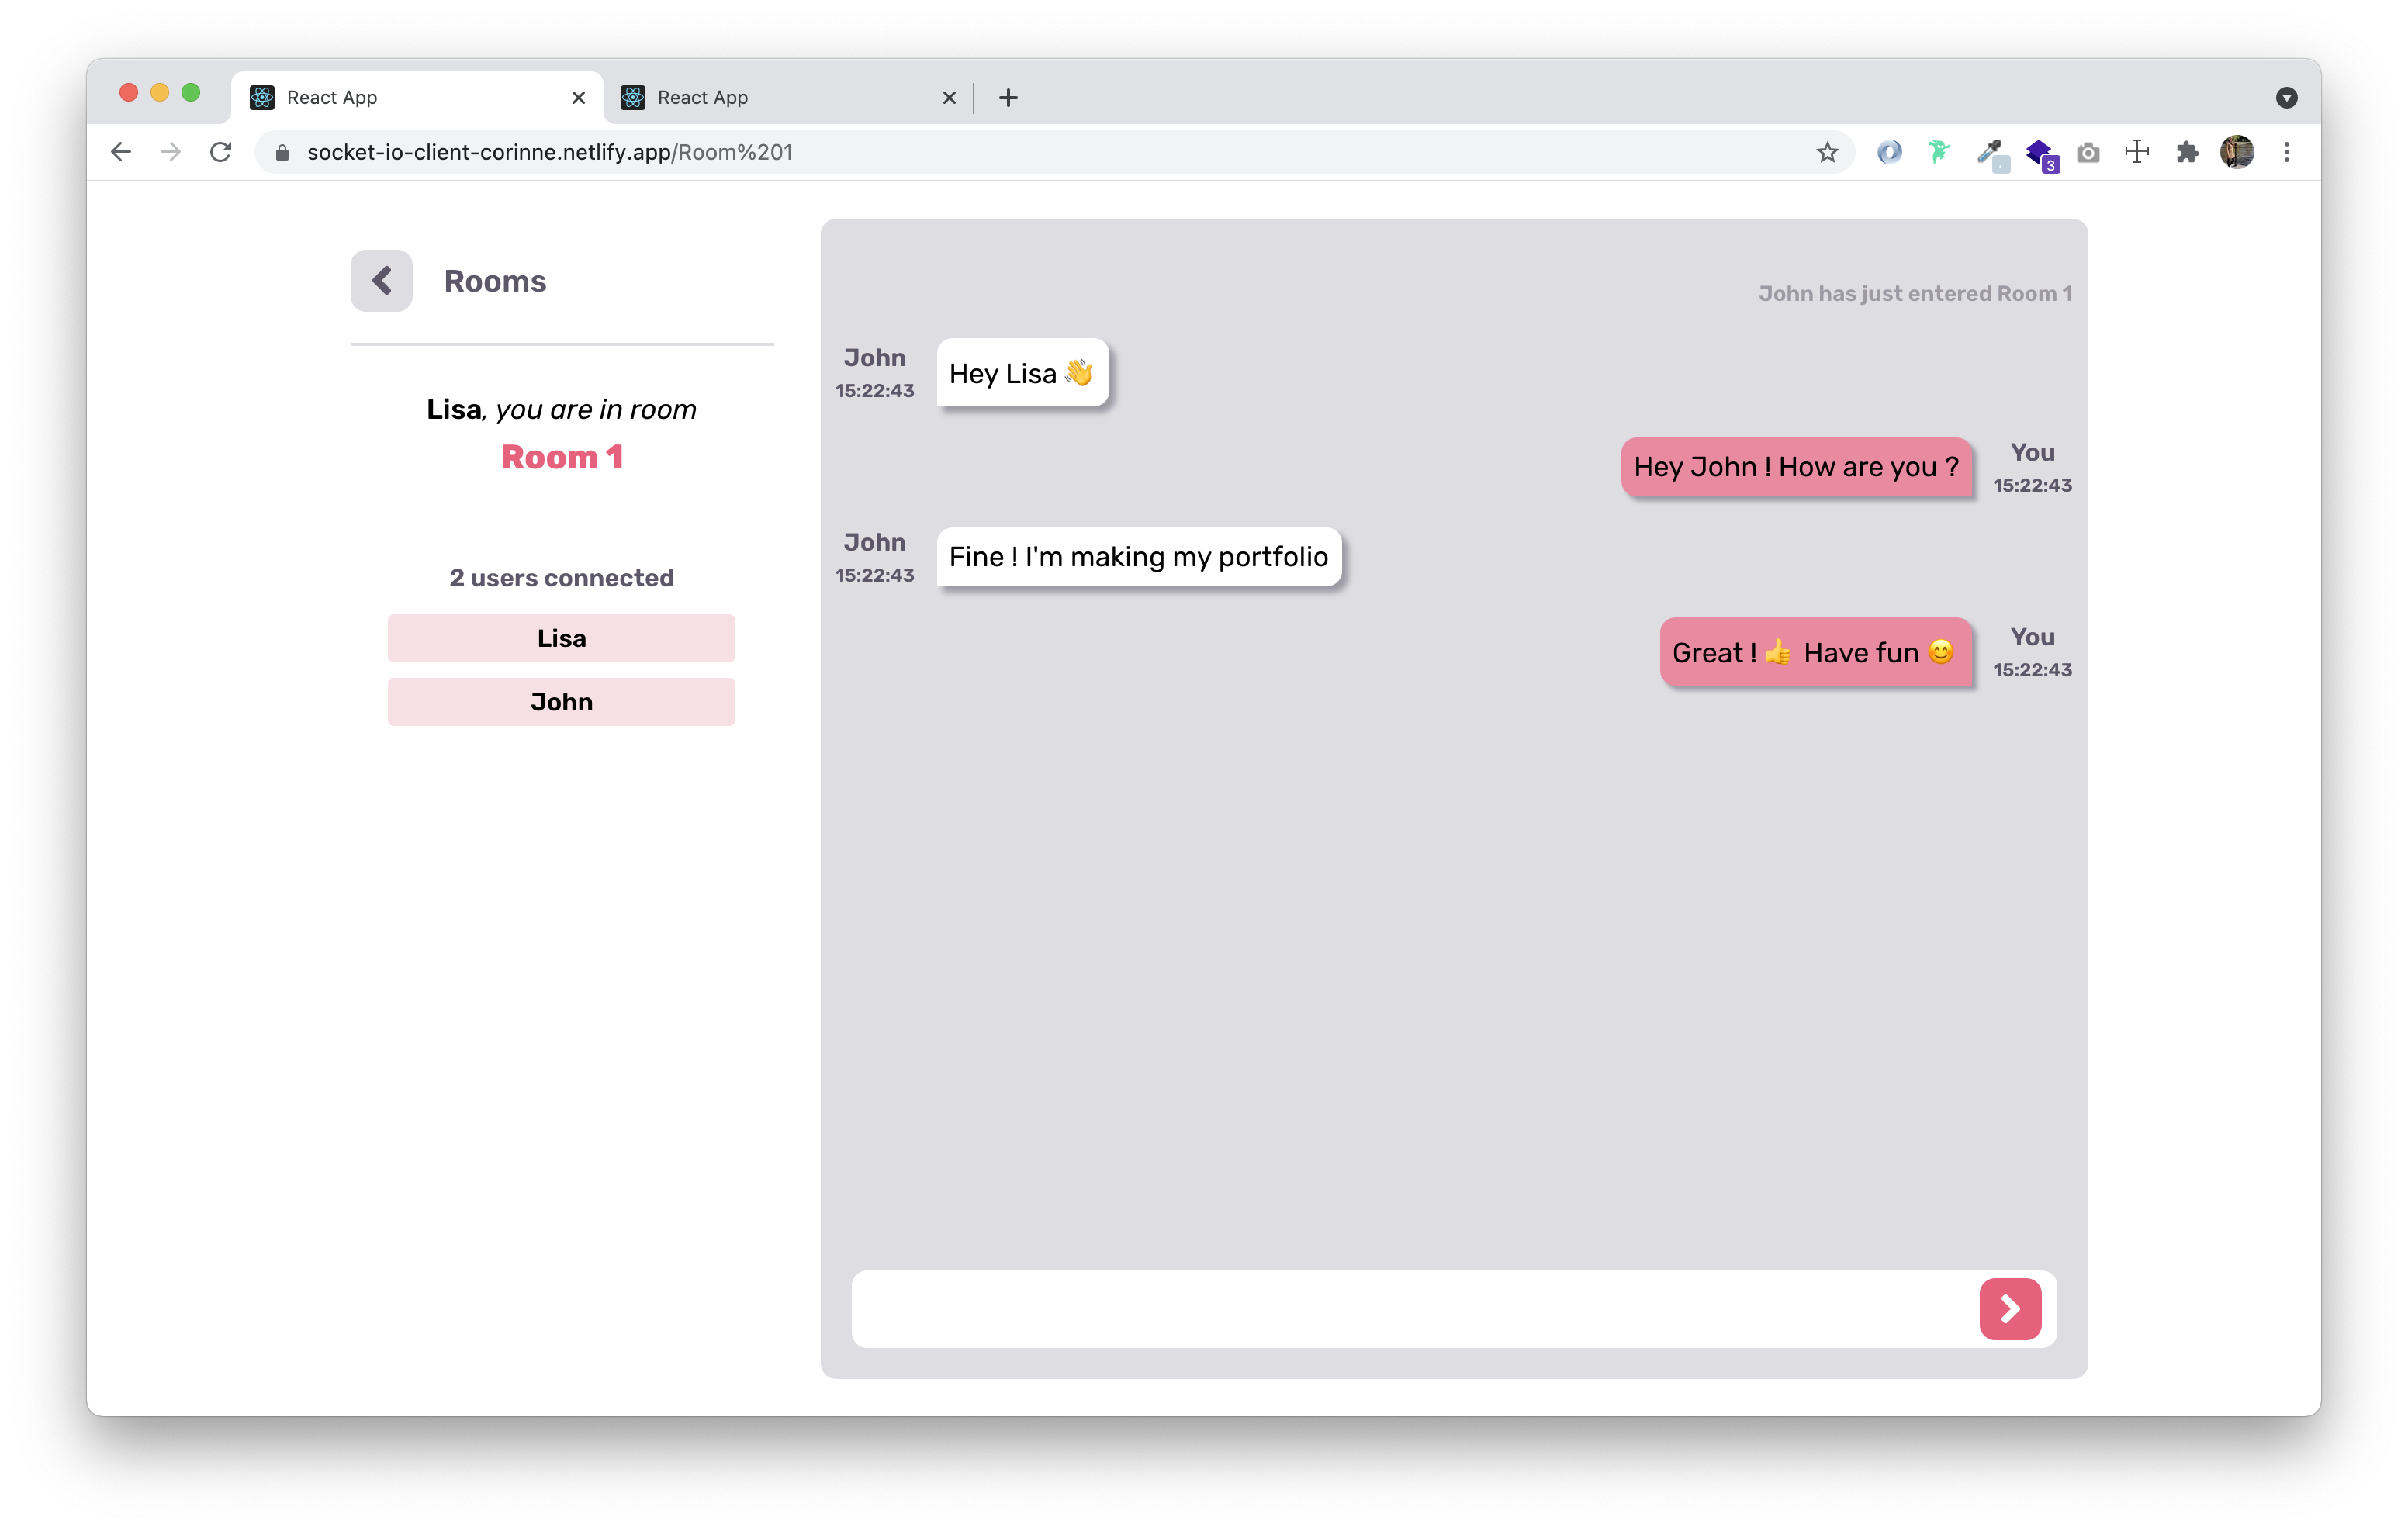 React App
React App
socket-io-client-corinne.netlify.app/Room%201
3
Rooms
Lisa, you are in room
Room 1
2 users connected
Lisa
John
John has just entered Room 1
John
15:22:43
Hey Lisa 👋
Hey John ! How are you ?
You
15:22:43
John
15:22:43
Fine ! I'm making my portfolio
Great ! 👍 Have fun 😊
You
15:22:43